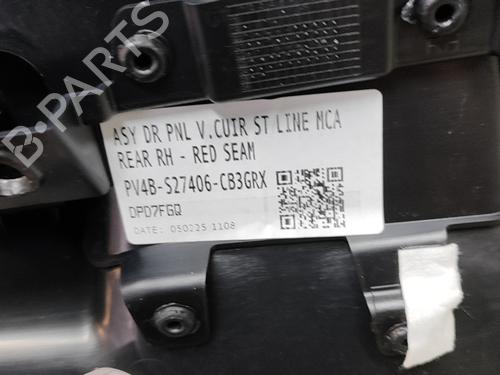 B-PARTS
ASY DR PNL V.CUIR ST LINE MCA
REAR RH - RED SEAM
PV4B-S27406-CB3GRX
DPD7FGQ
DATE: 050225 1108